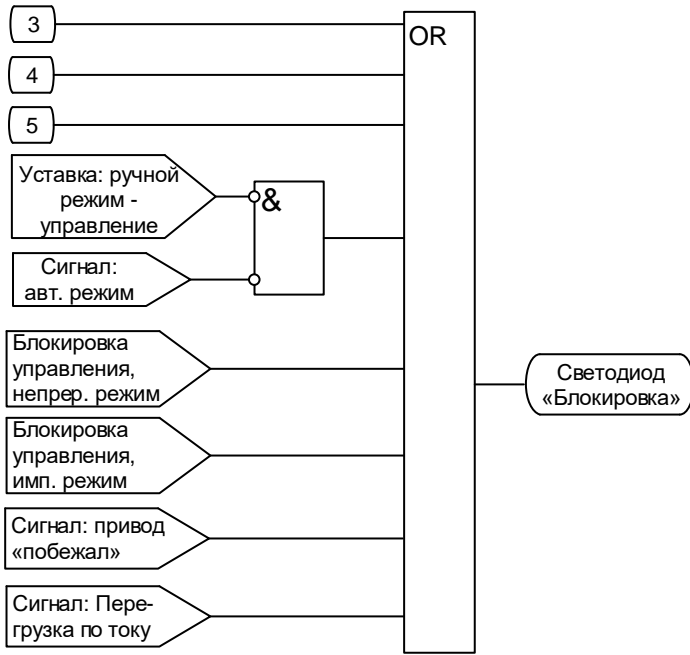 3
OR
4
5
Уставка: ручной
режим -
управление
&
Сигнал:
авт. режим
Блокировка
управления,
непрер. режим
Светодиод
«Блокировка»
Блокировка
управления,
имп. режим
Сигнал: привод
«побежал»
Сигнал: Пере-
грузка по току